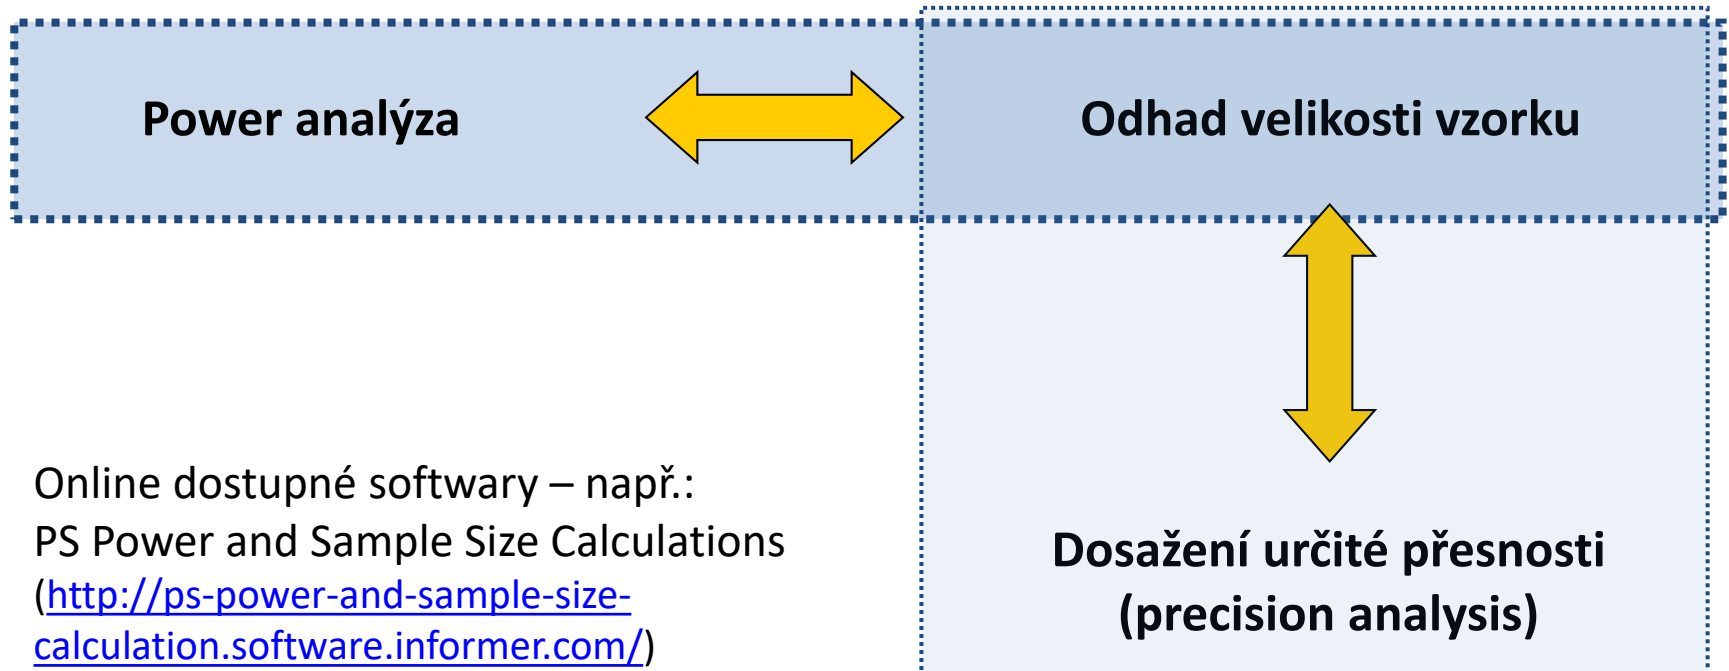 Power analýza
Odhad velikosti vzorku
Online dostupné softwary – např.:
PS Power and Sample Size Calculations
(http://ps-power-and-sample-size-
calculation.software.informer.com/)
Dosažení určité přesnosti
(precision analysis)